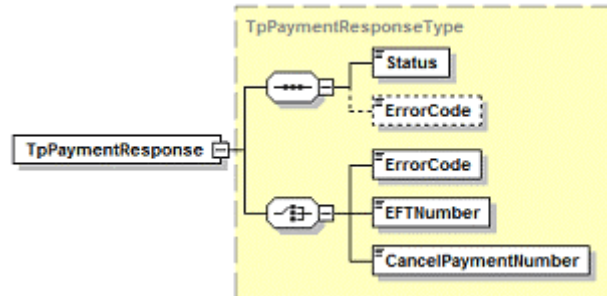 TpPaymentResponseType
Status
ErrorCode
TpPaymentResponse
ErrorCode
EFTNumber
CancelPaymentNumber